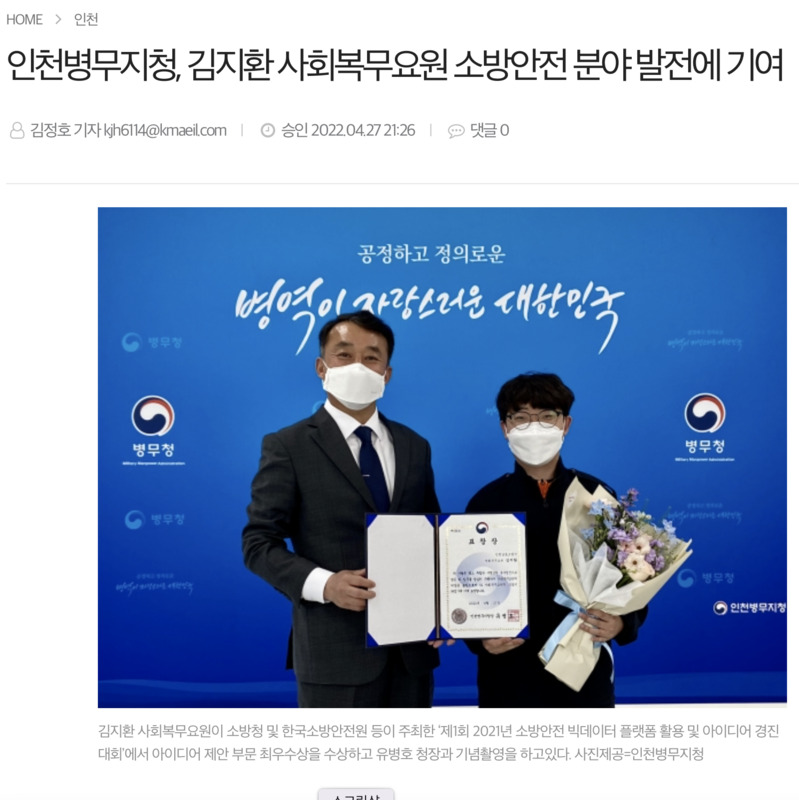 HOME > 인천
인천병무지청, 김지환 사회복무요원 소방안전 분야 발전에 기여
김정호 기자 kjh6114@kmaeil.com | 승인 2022.04.27 21:26 | 댓글 0
공정하고 정의로운
병역이 자랑스러운 대한민국
병무청
병무청
Military Manpower Administration
병무청
Military Manpower Administration
표창장
병무청
병무청
인천병무지청
김지환 사회복무요원이 소방청 및 한국소방안전원 등이 주최한 '제1회 2021년 소방안전 빅데이터 플랫폼 활용 및 아이디어 경진
대회'에서 아이디어 제안 부문 최우수상을 수상하고 유병호 청장과 기념촬영을 하고있다. 사진제공=인천병무지청